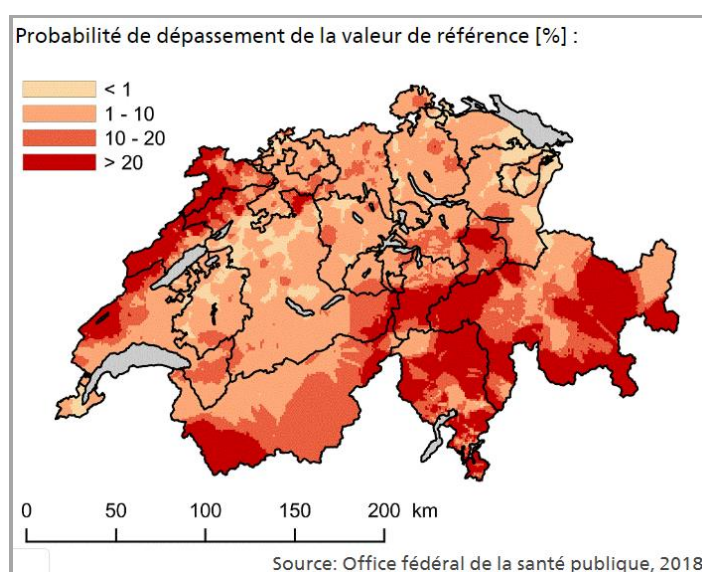 Probabilité de dépassement de la valeur de référence [%] :
< 1
1 - 10
10 - 20
> 20
0 50 100 150 200 km
Source: Office fédéral de la santé publique, 2018